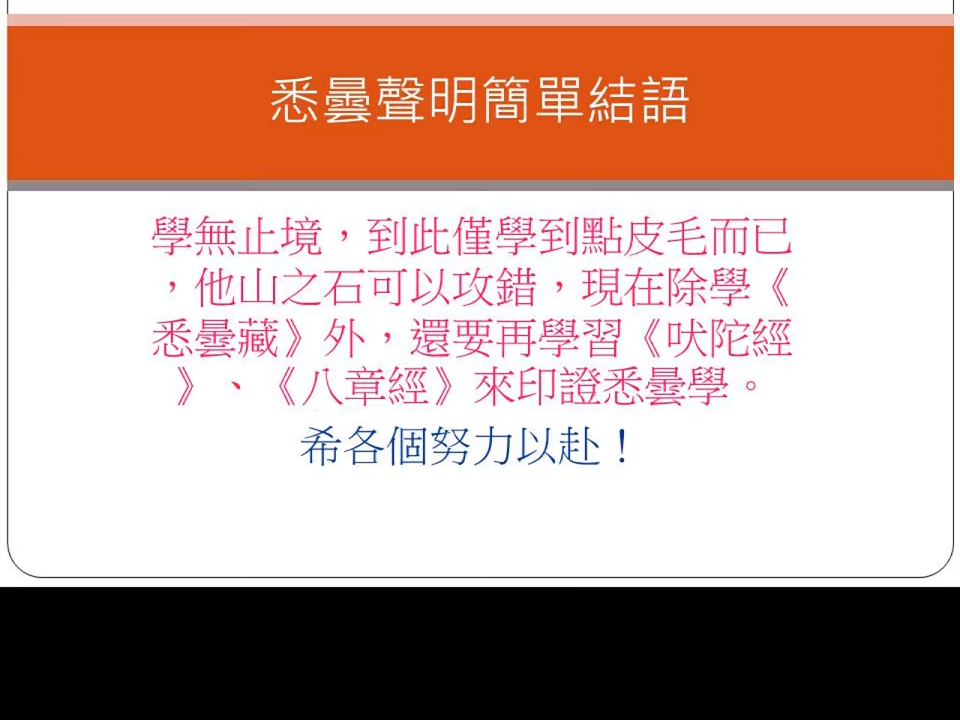 悉曇聲明簡單結語
學無止境，到此僅學到點皮毛而已
，他山之石可以攻錯，現在除學《
悉曇藏》外，還要再學習《吠陀經
》、《八章經》來印證悉曇學。
希各個努力以赴！